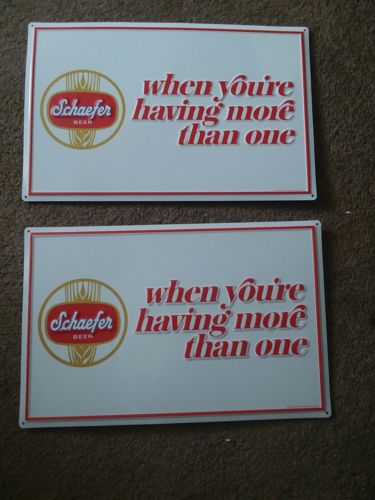 Schaefer
BEER
when you're
having more
than one
Schaefer
BEER
when you're
having more
than one